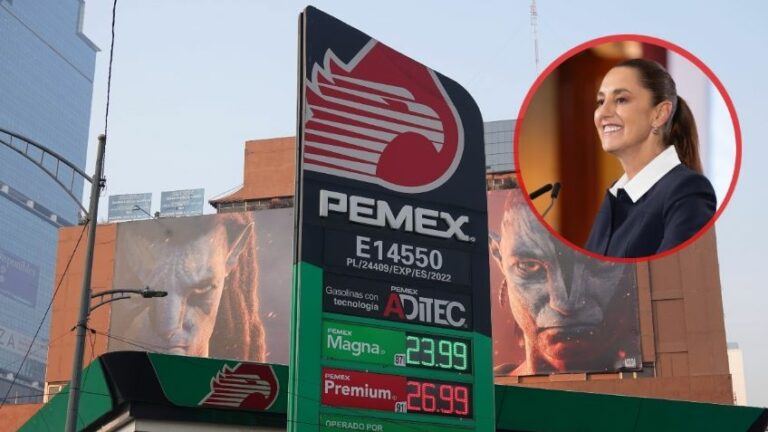 PEMEX
E14550
PL/24409/EXP/ES/2022
Gasolinas con
tecnología
PEMEX
ADITEC
PEMEX
Magna 87 23.99
PEMEX
Premium 91 26.99
OPERADO POR